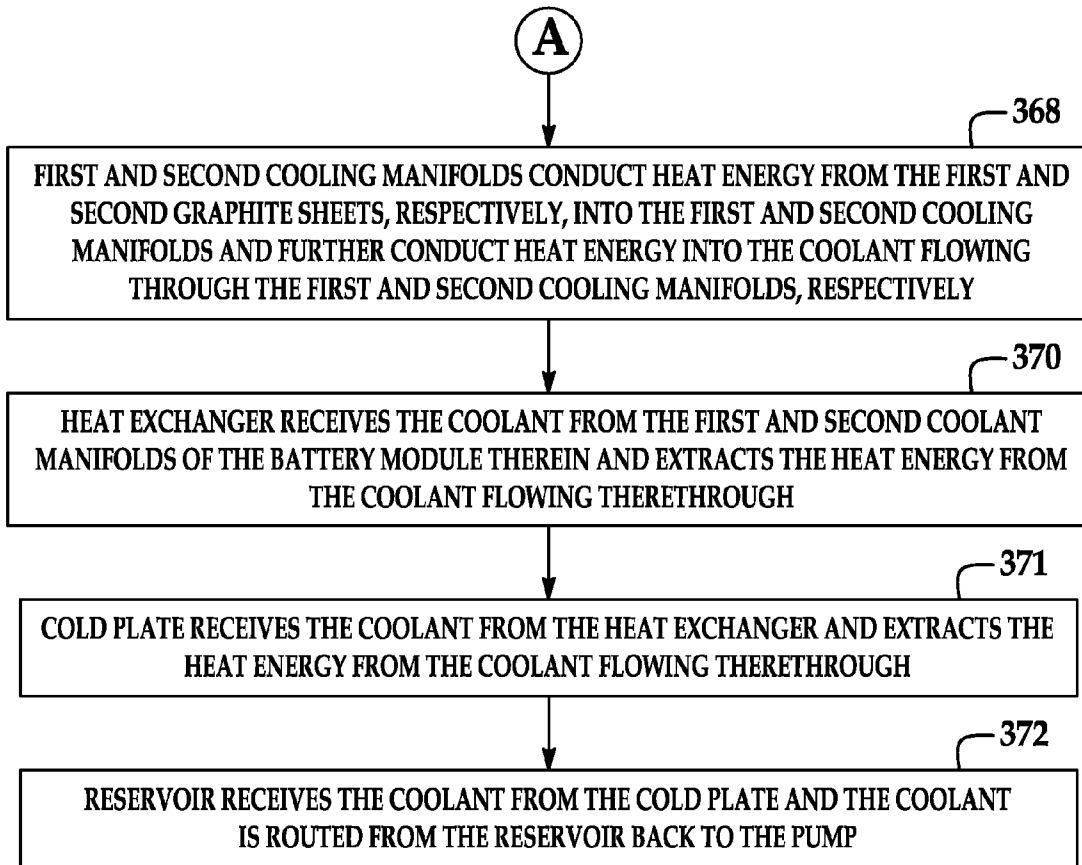 A
368
FIRST AND SECOND COOLING MANIFOLDS CONDUCT HEAT ENERGY FROM THE FIRST AND
SECOND GRAPHITE SHEETS, RESPECTIVELY, INTO THE FIRST AND SECOND COOLING
MANIFOLDS AND FURTHER CONDUCT HEAT ENERGY INTO THE COOLANT FLOWING
THROUGH THE FIRST AND SECOND COOLING MANIFOLDS, RESPECTIVELY
370
HEAT EXCHANGER RECEIVES THE COOLANT FROM THE FIRST AND SECOND COOLANT
MANIFOLDS OF THE BATTERY MODULE THEREIN AND EXTRACTS THE HEAT ENERGY FROM
THE COOLANT FLOWING THERETHROUGH
371
COLD PLATE RECEIVES THE COOLANT FROM THE HEAT EXCHANGER AND EXTRACTS THE
HEAT ENERGY FROM THE COOLANT FLOWING THERETHROUGH
372
RESERVOIR RECEIVES THE COOLANT FROM THE COLD PLATE AND THE COOLANT
IS ROUTED FROM THE RESERVOIR BACK TO THE PUMP